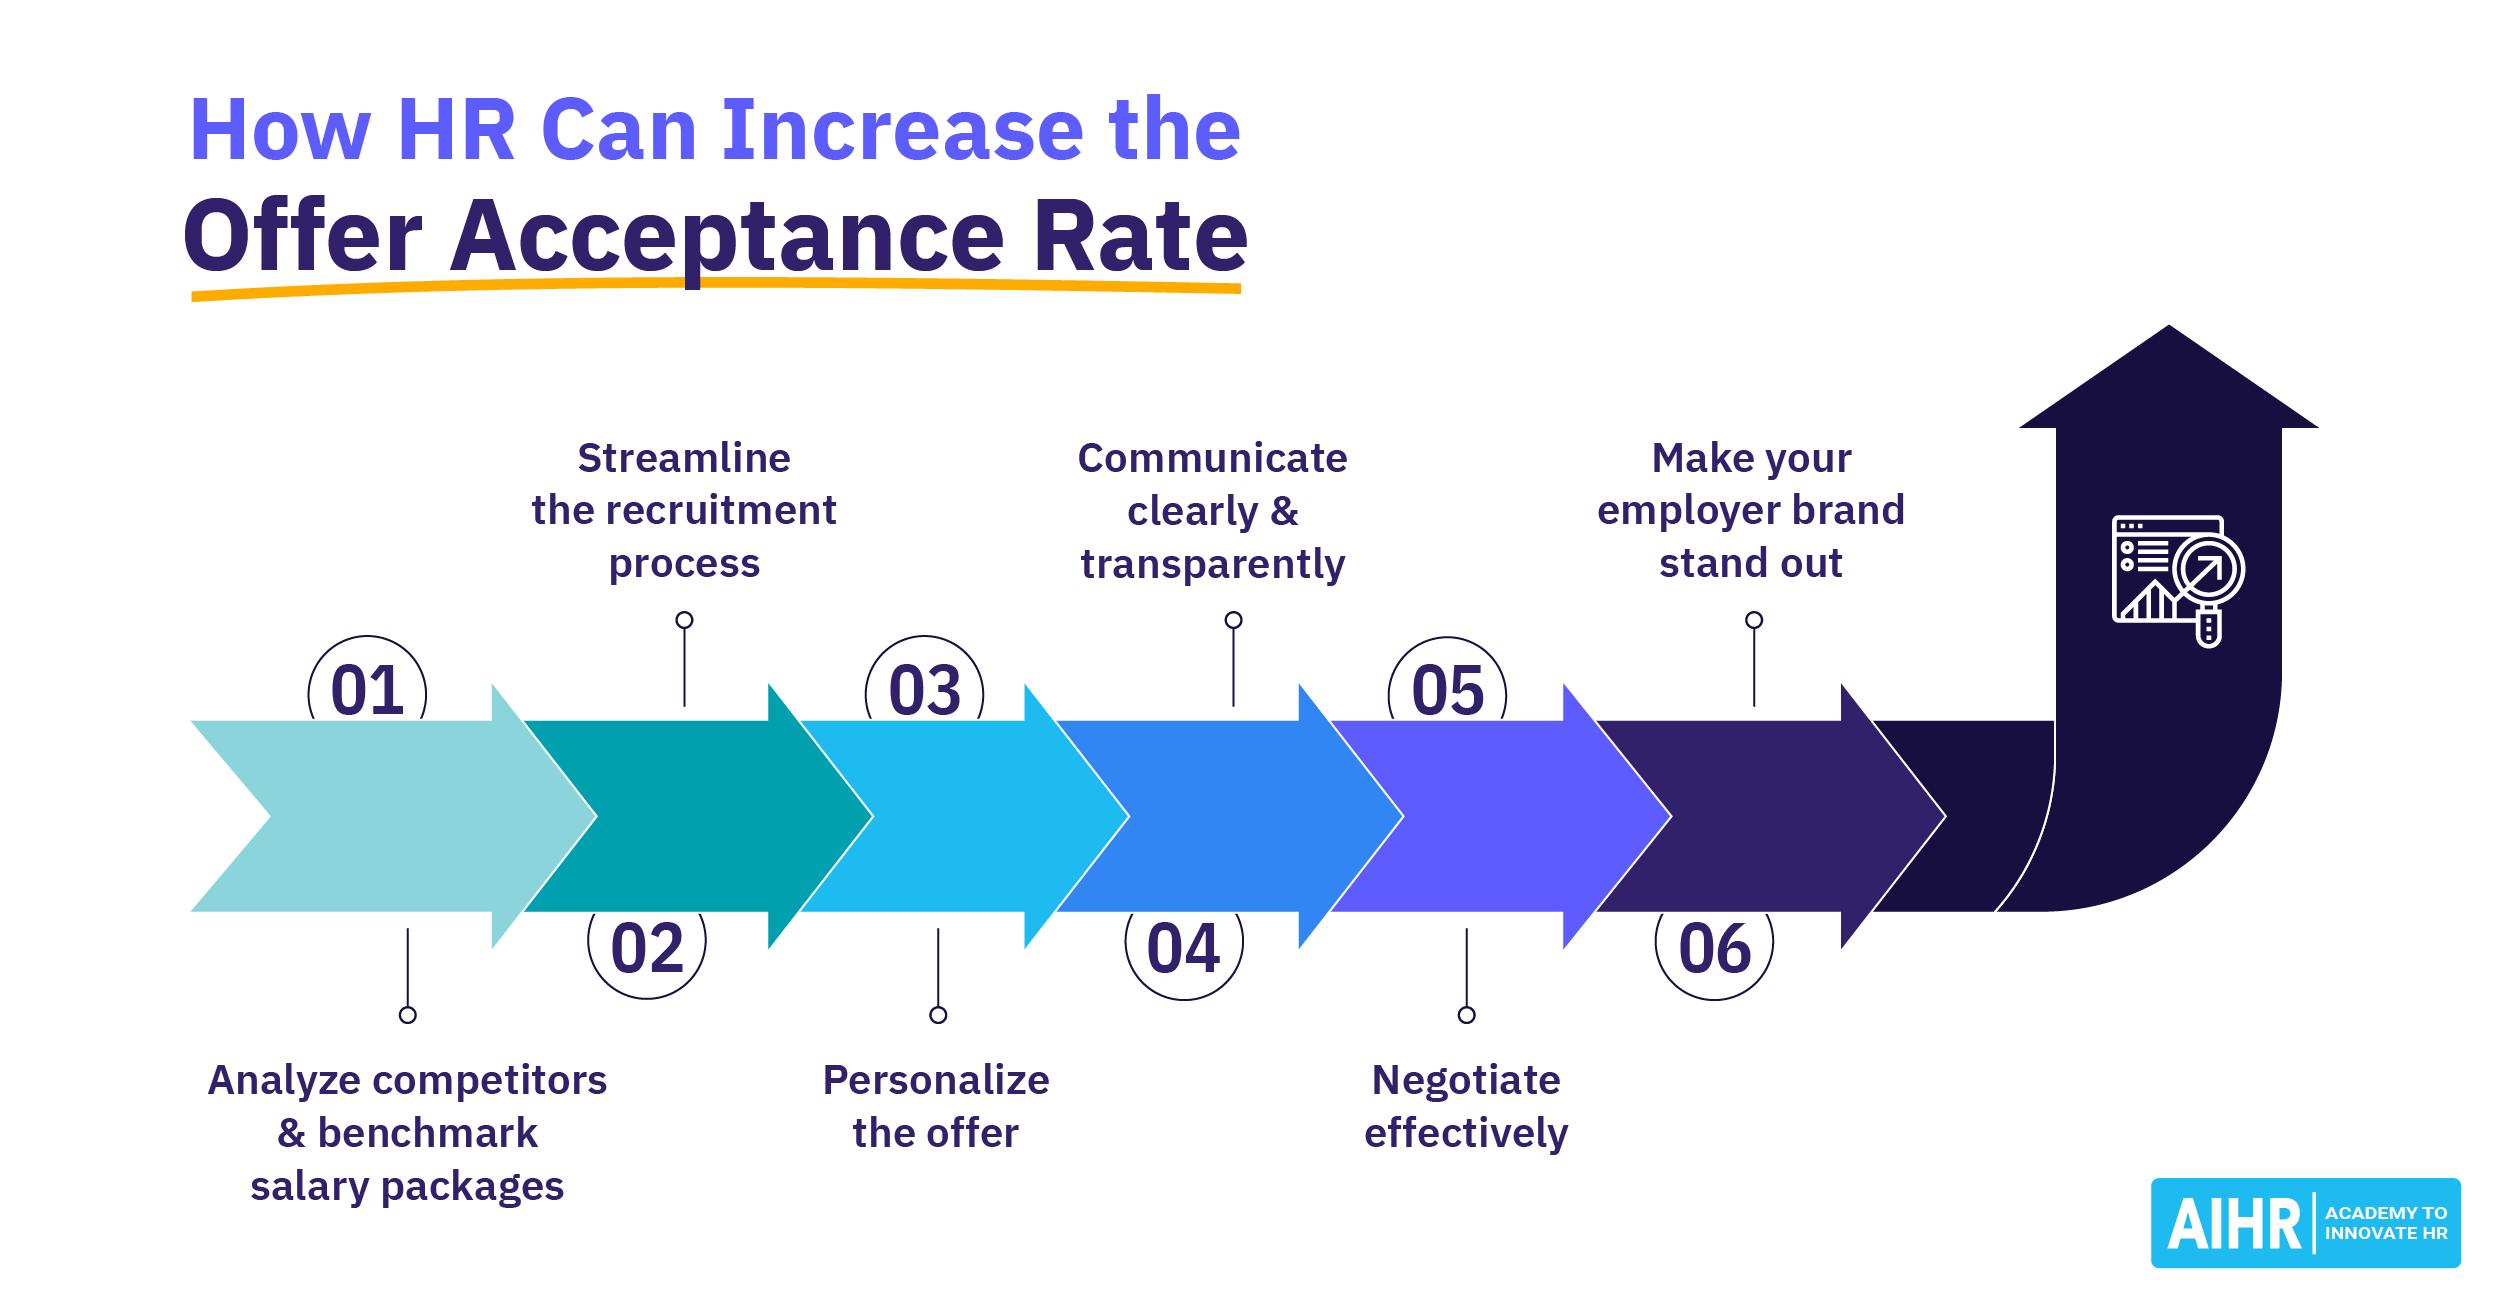 How HR Can Increase the
Offer Acceptance Rate
01
Analyze competitors
& benchmark
salary packages
02
Streamline
the recruitment
process
03
Personalize
the offer
04
Communicate
clearly &
transparently
05
Negotiate
effectively
06
Make your
employer brand
stand out
AIHR
ACADEMY TO
INNOVATE HR